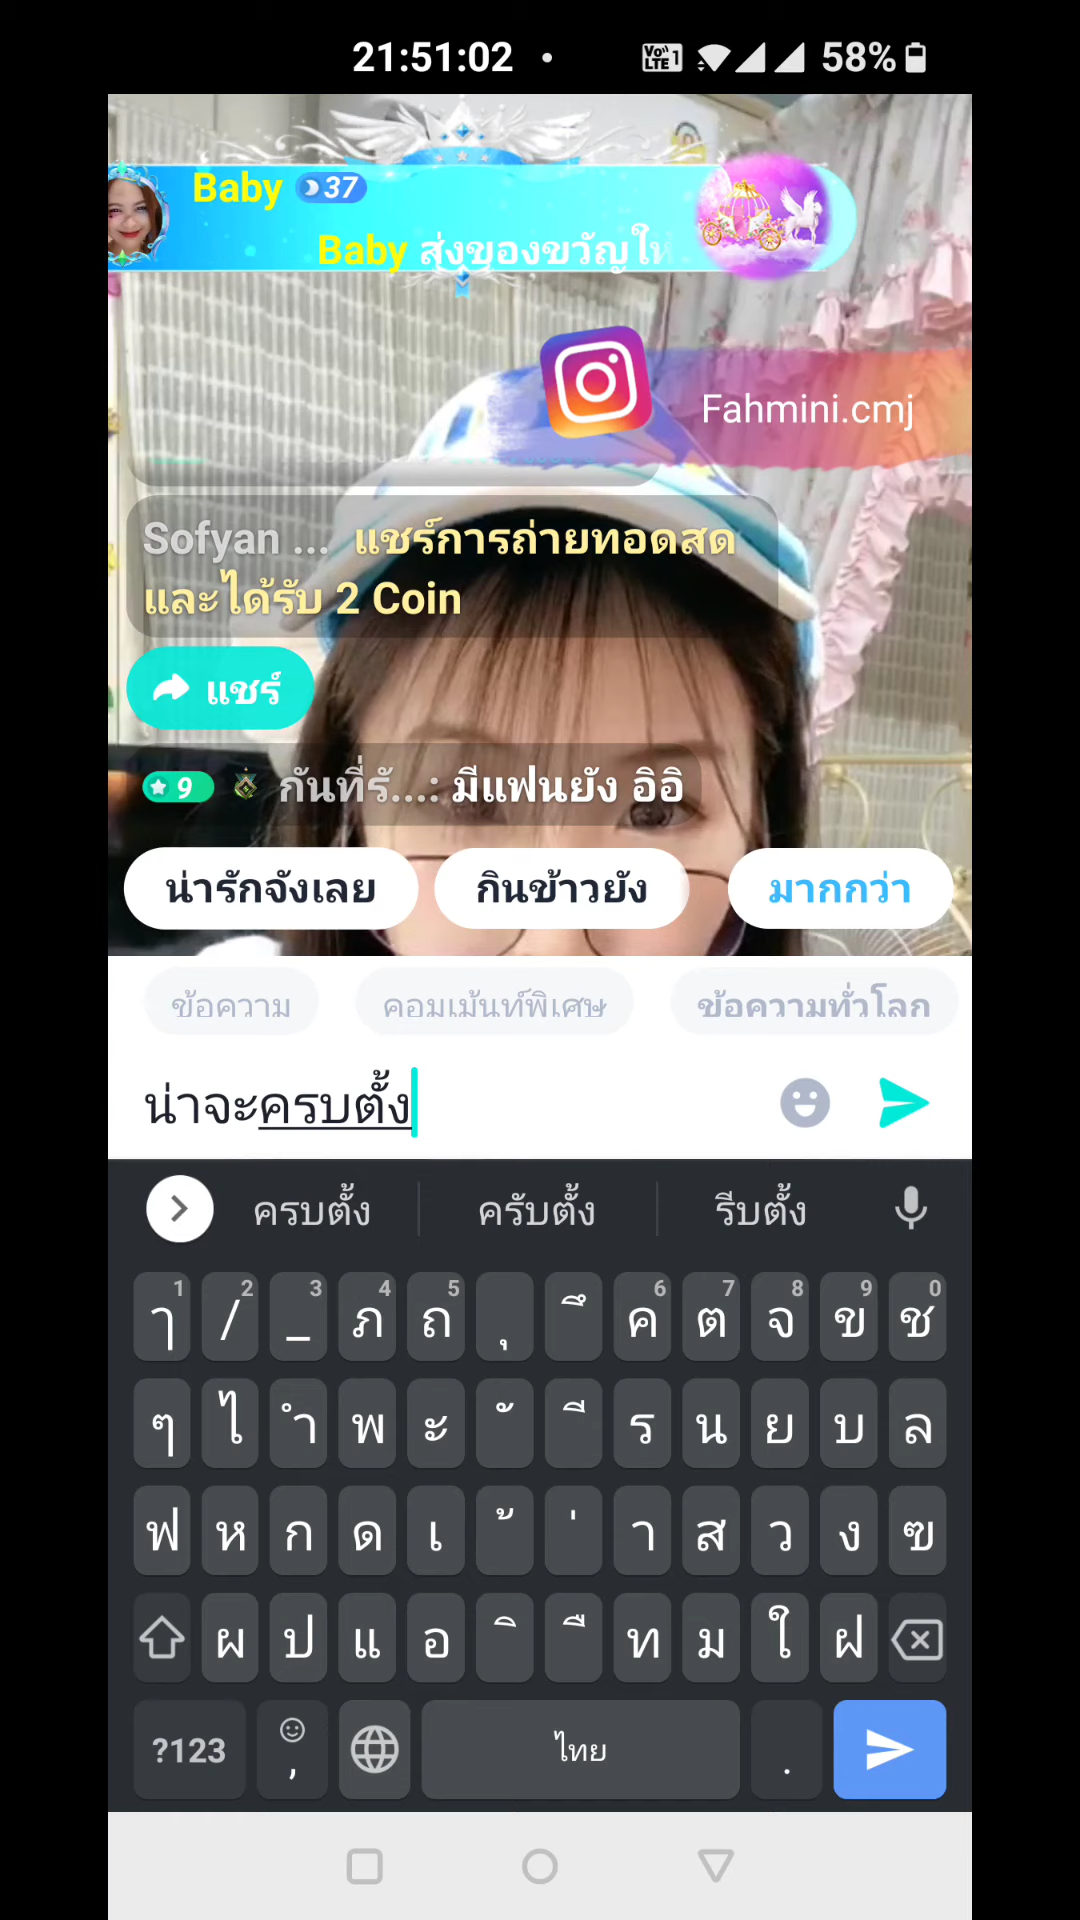 21:51:02
VoLTE 1
58%
Baby 37
Baby ส่งของขวัญให้
Fahmini.cmj
Sofyan ... แชร์การถ่ายทอดสด
และได้รับ 2 Coin
แชร์
9 กันที่รั...: มีแฟนยัง อิอิ
น่ารักจังเลย กินข้าวยัง มากกว่า
ข้อความ คอมเม้นท์พิเศษ ข้อความทั่วโลก
น่าจะครบตั้ง
ครบตั้ง ครับตั้ง รีบตั้ง
1 2 3 4 5 6 7 8 9 0
ๅ / _ ภ ถ ุ ึ ค ต จ ข ช
ๆ ไ ำ พ ะ ั ี ร น ย บ ล
ฟ ห ก ด เ ้ ่ า ส ว ง ฃ
ผ ป แ อ ิ ื ท ม ใ ฝ
?123 , ไทย .